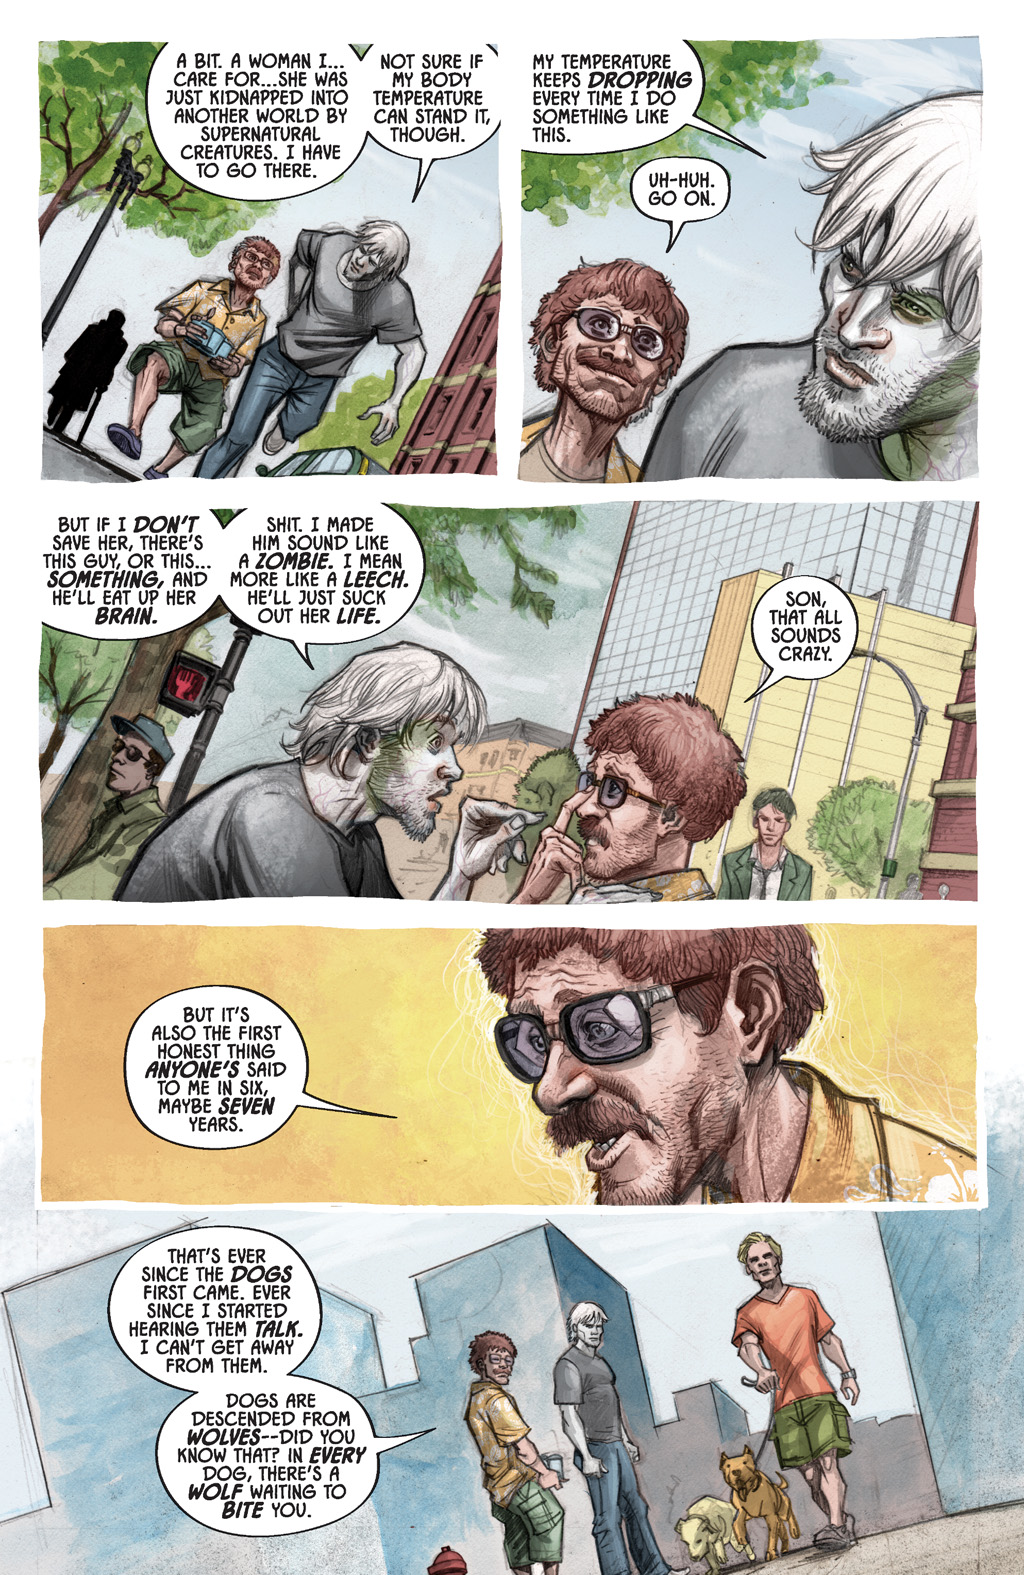 A BIT. A WOMAN I...
CARE FOR...SHE WAS
JUST KIDNAPPED INTO
ANOTHER WORLD BY
SUPERNATURAL
CREATURES. I HAVE
TO GO THERE.
NOT SURE IF
MY BODY
TEMPERATURE
CAN STAND IT,
THOUGH.
MY TEMPERATURE
KEEPS DROPPING
EVERY TIME I DO
SOMETHING LIKE
THIS.
UH-HUH.
GO ON.
BUT IF I DON'T
SAVE HER, THERE'S
THIS GUY, OR THIS...
SOMETHING, AND
HE'LL EAT UP HER
BRAIN.
SHIT. I MADE
HIM SOUND LIKE
A ZOMBIE. I MEAN
MORE LIKE A LEECH.
HE'LL JUST SUCK
OUT HER LIFE.
SON,
THAT ALL
SOUNDS
CRAZY.
BUT IT'S
ALSO THE FIRST
HONEST THING
ANYONE'S SAID
TO ME IN SIX,
MAYBE SEVEN
YEARS.
THAT'S EVER
SINCE THE DOGS
FIRST CAME. EVER
SINCE I STARTED
HEARING THEM TALK.
I CAN'T GET AWAY
FROM THEM.
DOGS ARE
DESCENDED FROM
WOLVES--DID YOU
KNOW THAT? IN EVERY
DOG, THERE'S A
WOLF WAITING TO
BITE YOU.